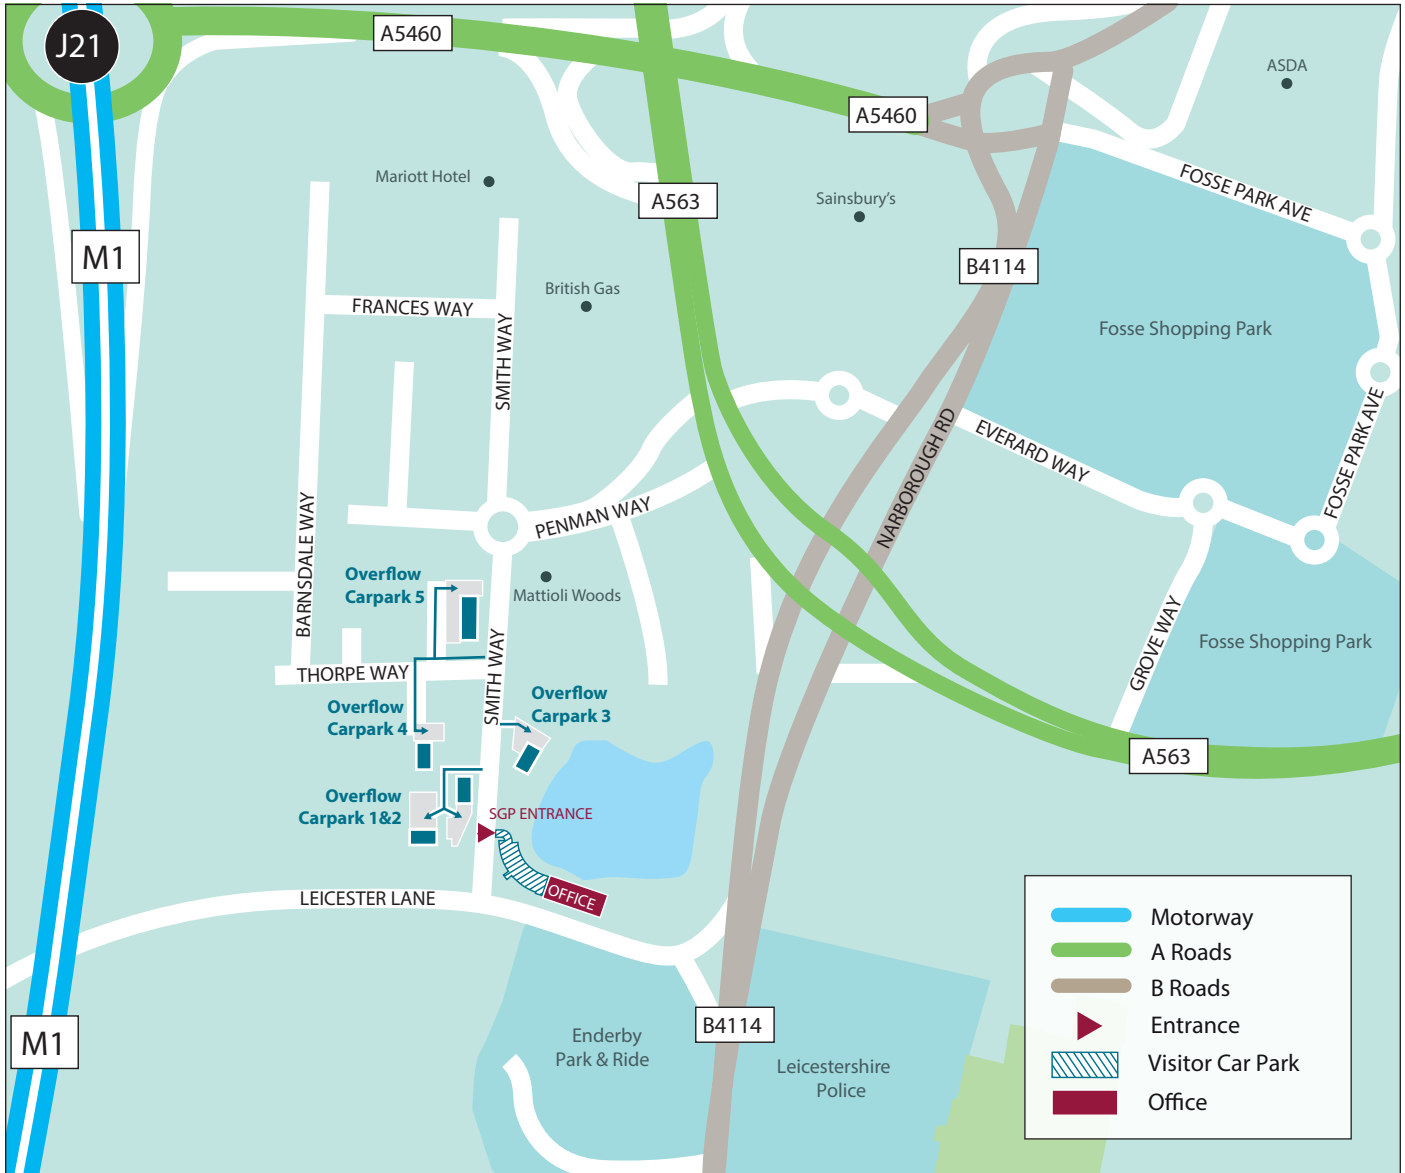 J21
A5460
ASDA
A5460
Mariott Hotel
FOSSE PARK AVE
A563
Sainsbury's
M1
B4114
British Gas
FRANCES WAY
Fosse Shopping Park
SMITH WAY
FOSSE PARK AVE
NARBOROUGH RD
EVERARD WAY
PENMAN WAY
BARNSDALE WAY
Overflow
Carpark 5
Mattioli Woods
GROVE WAY
Fosse Shopping Park
THORPE WAY
SMITH WAY
Overflow
Carpark 3
Overflow
Carpark 4
A563
Overflow
Carpark 1&2
SGP ENTRANCE
OFFICE
LEICESTER LANE
Motorway
A Roads
B Roads
Entrance
Visitor Car Park
Office
B4114
M1
Enderby
Park & Ride
Leicestershire
Police